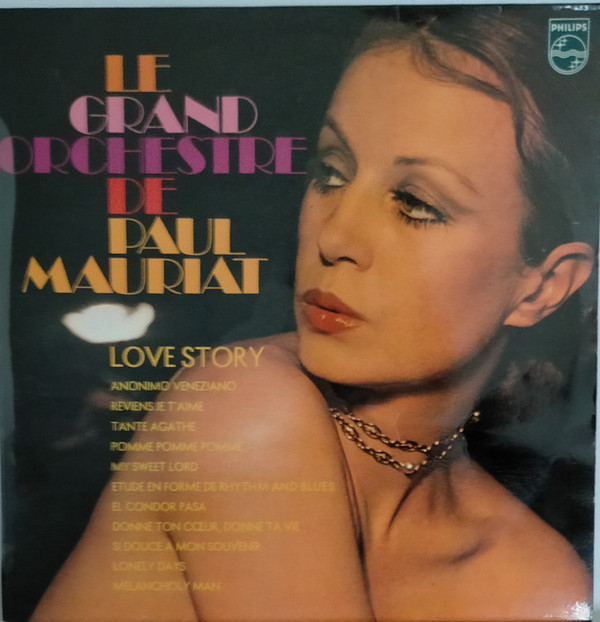 PHILIPS
LE
GRAND
ORCHESTRE
DE
PAUL
MAURIAT
LOVE STORY
ANONIMO VENEZIANO
REVIENS JE T'AIME
TANTE AGATHE
POMME POMME POMME
MY SWEET LORD
ETUDE EN FORME DE RHYTHM AND BLUES
EL CONDOR PASA
DONNE TON CŒUR, DONNE TA VIE
SI DOUCE A MON SOUVENIR
LONELY DAYS
MELANCHOLY MAN